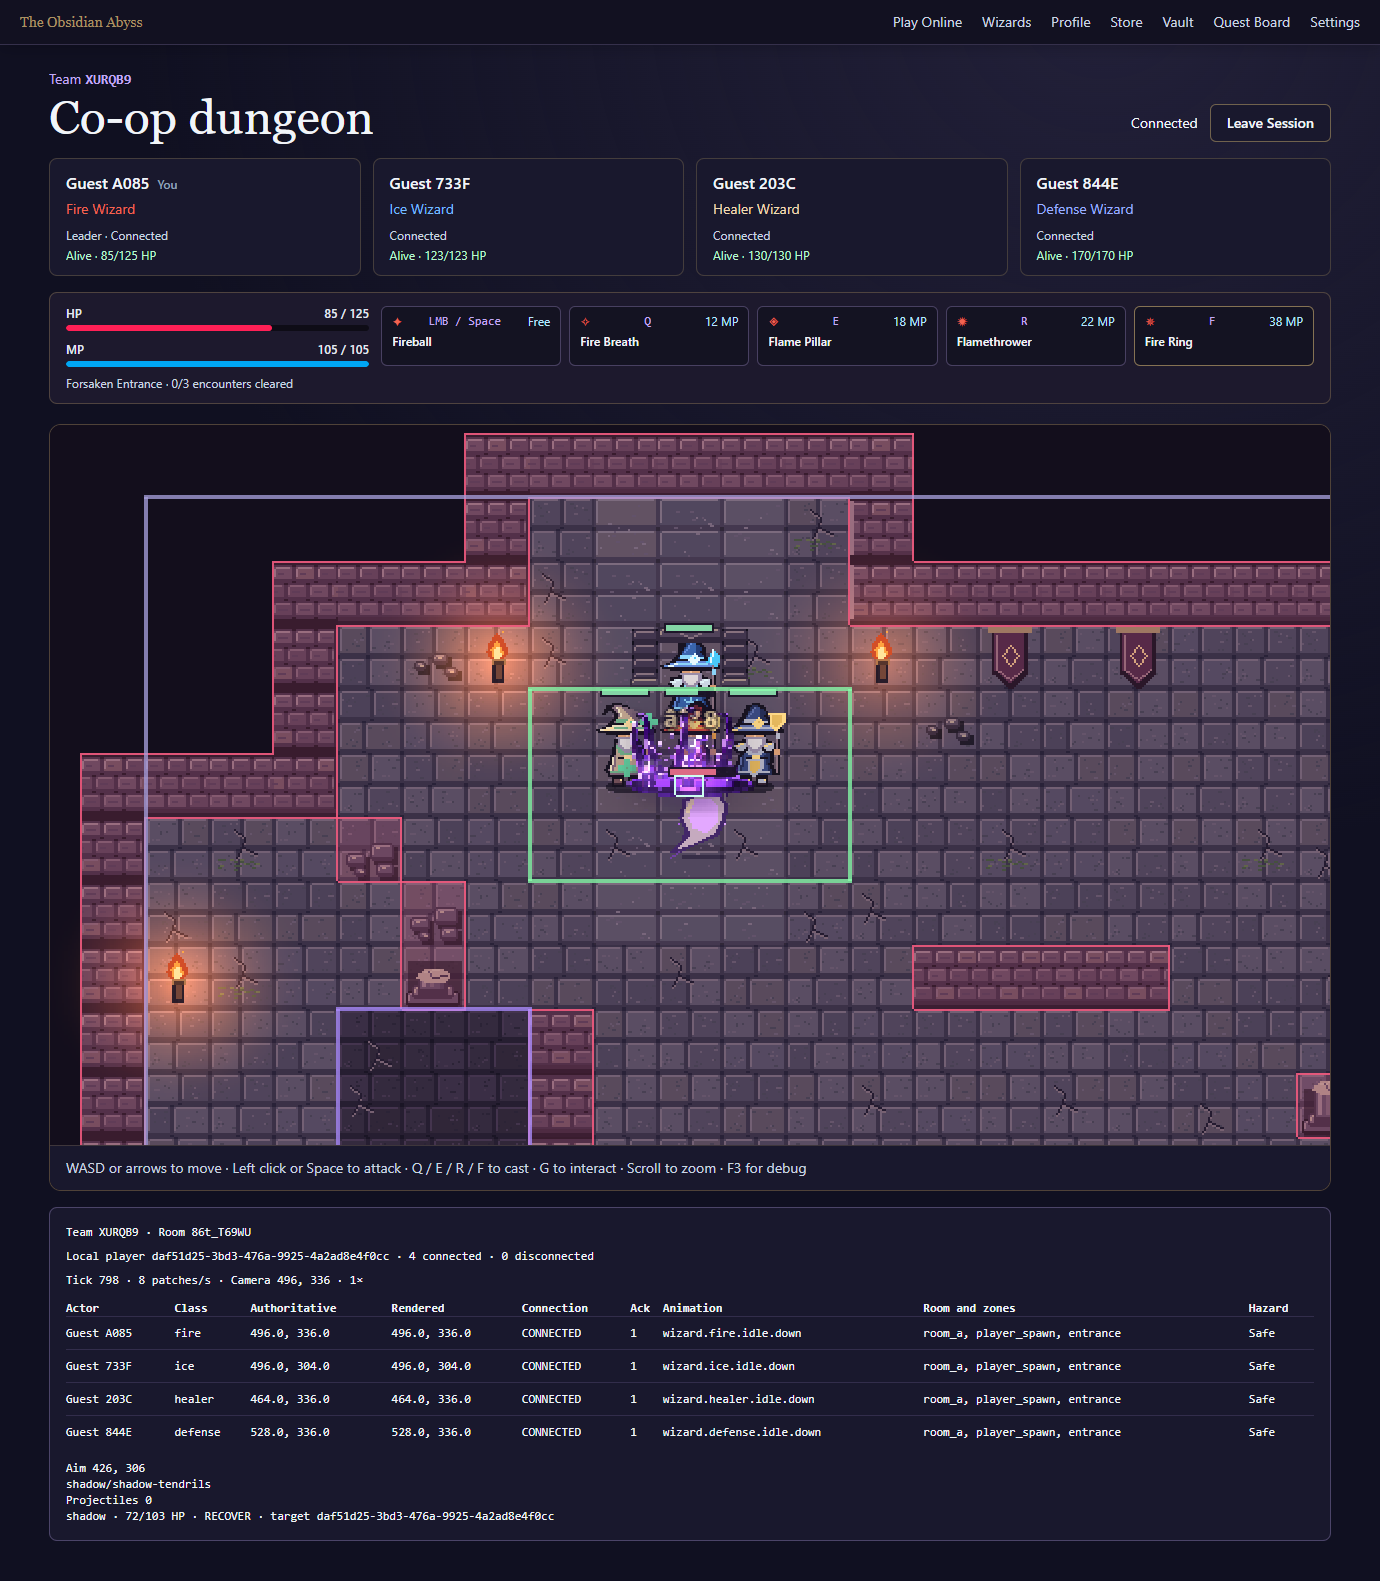 The Obsidian Abyss
Play Online Wizards Profile Store Vault Quest Board Settings
Team XURQB9
Co-op dungeon
Connected Leave Session
Guest A085 You
Fire Wizard
Leader · Connected
Alive · 85/125 HP
Guest 733F
Ice Wizard
Connected
Alive · 123/123 HP
Guest 203C
Healer Wizard
Connected
Alive · 130/130 HP
Guest 844E
Defense Wizard
Connected
Alive · 170/170 HP
HP 85 / 125
MP 105 / 105
Forsaken Entrance · 0/3 encounters cleared
LMB / Space Free
Fireball
Q 12 MP
Fire Breath
E 18 MP
Flame Pillar
R 22 MP
Flamethrower
F 38 MP
Fire Ring
WASD or arrows to move · Left click or Space to attack · Q / E / R / F to cast · G to interact · Scroll to zoom · F3 for debug
Team XURQB9 · Room 86t_T69WU
Local player daf51d25-3bd3-476a-9925-4a2ad8e4f0cc · 4 connected · 0 disconnected
Tick 798 · 8 patches/s · Camera 496, 336 · 1×
Actor Class Authoritative Rendered Connection Ack Animation Room and zones Hazard
Guest A085 fire 496.0, 336.0 496.0, 336.0 CONNECTED 1 wizard.fire.idle.down room_a, player_spawn, entrance Safe
Guest 733F ice 496.0, 304.0 496.0, 304.0 CONNECTED 1 wizard.ice.idle.down room_a, player_spawn, entrance Safe
Guest 203C healer 464.0, 336.0 464.0, 336.0 CONNECTED 1 wizard.healer.idle.down room_a, player_spawn, entrance Safe
Guest 844E defense 528.0, 336.0 528.0, 336.0 CONNECTED 1 wizard.defense.idle.down room_a, player_spawn, entrance Safe
Aim 426, 306
shadow/shadow-tendrils
Projectiles 0
shadow · 72/103 HP · RECOVER · target daf51d25-3bd3-476a-9925-4a2ad8e4f0cc